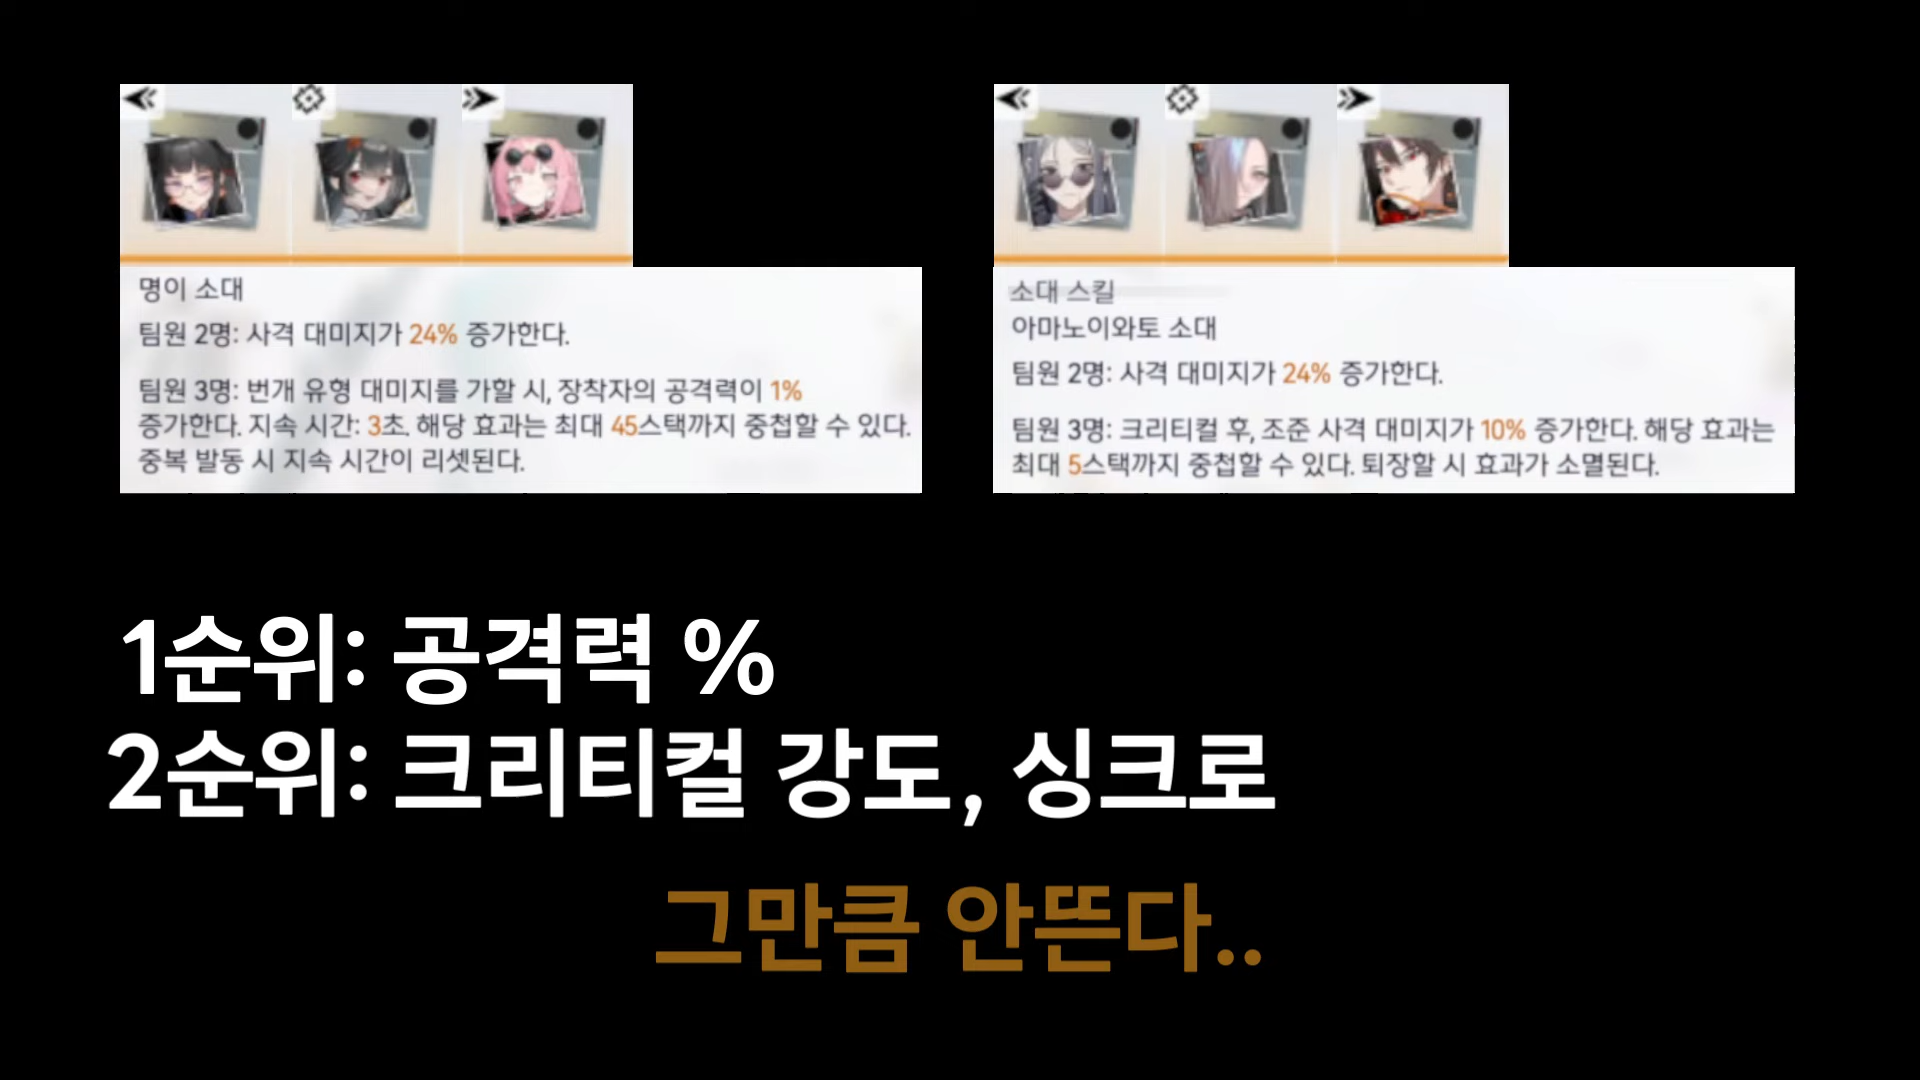 명이 소대
팀원 2명: 사격 대미지가 24% 증가한다.
팀원 3명: 번개 유형 대미지를 가할 시, 장착자의 공격력이 1%
증가한다. 지속 시간: 3초. 해당 효과는 최대 45스택까지 중첩할 수 있다.
중복 발동 시 지속 시간이 리셋된다.
소대 스킬
아마노이와토 소대
팀원 2명: 사격 대미지가 24% 증가한다.
팀원 3명: 크리티컬 후, 조준 사격 대미지가 10% 증가한다. 해당 효과는
최대 5스택까지 중첩할 수 있다. 퇴장할 시 효과가 소멸된다.
1순위: 공격력 %
2순위: 크리티컬 강도, 싱크로
그만큼 안뜬다..